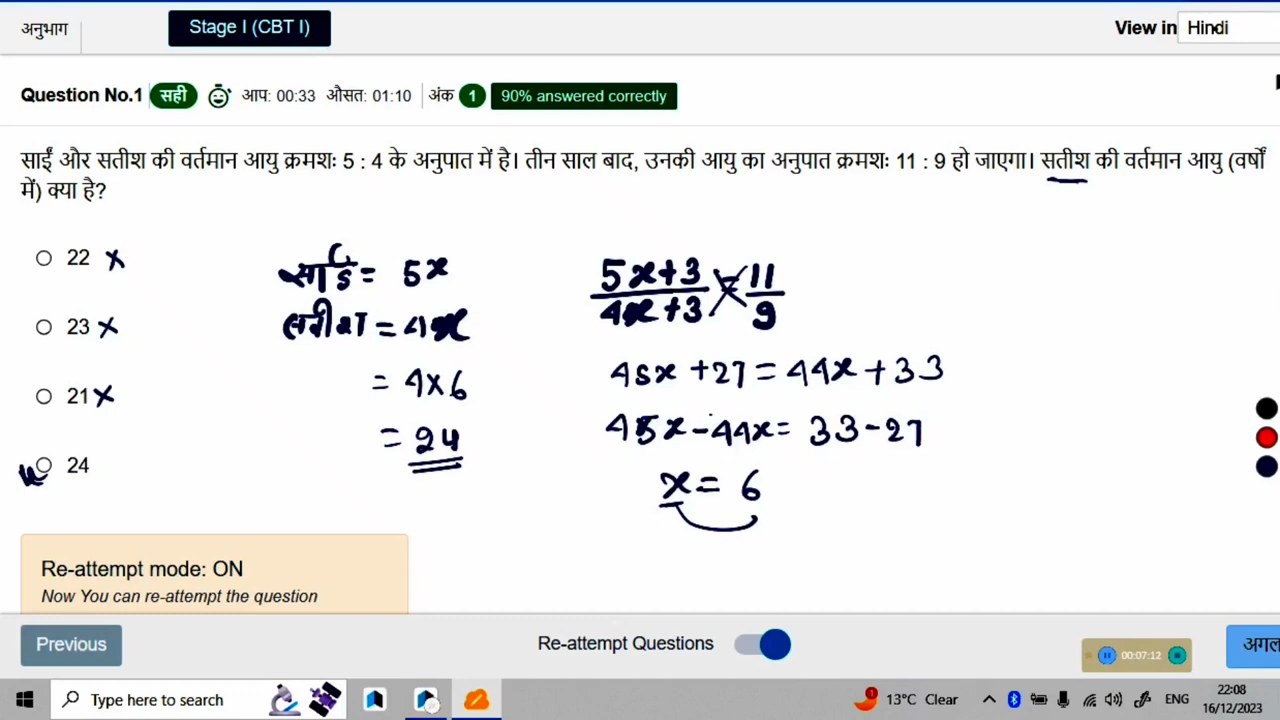 अनुभाग
Stage I (CBT I)
View in Hindi
Question No.1 सही आप: 00:33 औसत: 01:10 अंक 1 90% answered correctly
साईं और सतीश की वर्तमान आयु क्रमशः 5 : 4 के अनुपात में है। तीन साल बाद, उनकी आयु का अनुपात क्रमशः 11 : 9 हो जाएगा। सतीश की वर्तमान आयु (वर्षों
में) क्या है?
22 x
23 x
21 x
24
साई = 5x
सतीश = 4x
= 4×6
= 24
5x+3 = 11
4x+3 9
45x +27 = 44x + 33
45x - 44x = 33 - 27
x = 6
Re-attempt mode: ON
Now You can re-attempt the question
Previous
Re-attempt Questions
00:07:12
अगल
Type here to search
1
13°C Clear
ENG
22:08
16/12/2023